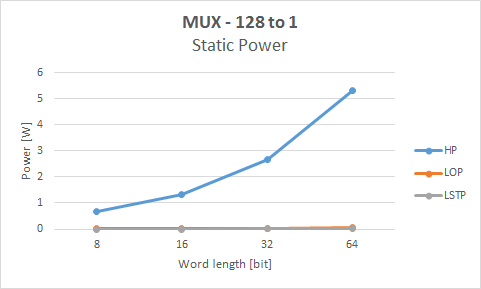 MUX - 128 to 1
Static Power
6
5
4
3
2
1
0
Power [W]
8 16 32 64
Word length [bit]
HP
LOP
LSTP